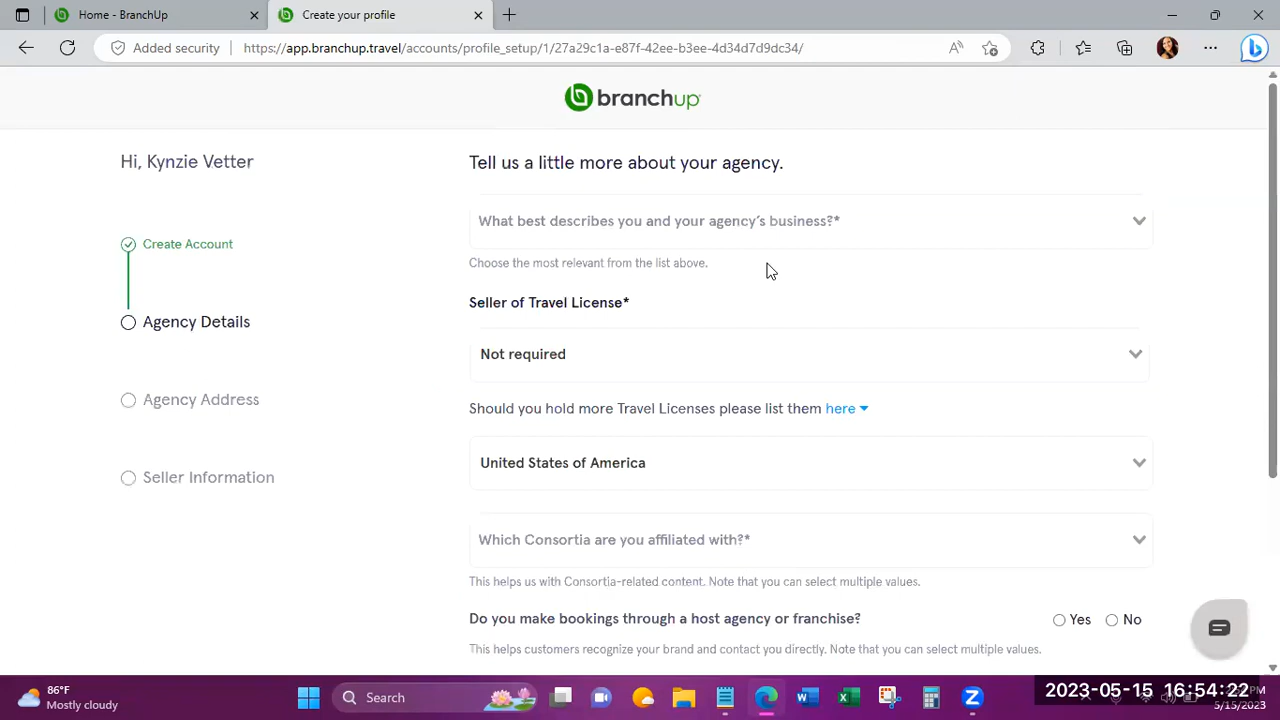 Home - BranchUp
Create your profile
Added security
https://app.branchup.travel/accounts/profile_setup/1/27a29c1a-e87f-42ee-b3ee-4d34d7d9dc34/
branchup
Hi, Kynzie Vetter
Create Account
Agency Details
Agency Address
Seller Information
Tell us a little more about your agency.
What best describes you and your agency's business?*
Choose the most relevant from the list above.
Seller of Travel License*
Not required
Should you hold more Travel Licenses please list them here
United States of America
Which Consortia are you affiliated with?*
This helps us with Consortia-related content. Note that you can select multiple values.
Do you make bookings through a host agency or franchise?
Yes No
This helps customers recognize your brand and contact you directly. Note that you can select multiple values.
86°F
Mostly cloudy
Search
2023-05-15 16:54:22
5/15/2023